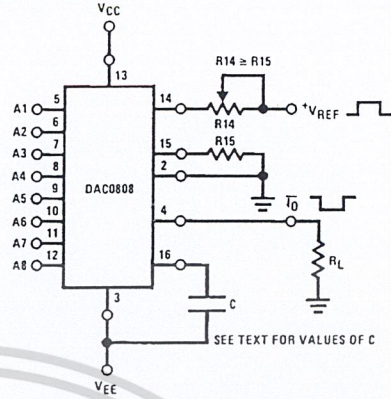 VCC
13
R14 ≥ R15
A1 5 14 +VREF
R14
A2 6
A3 7 15 R15
A4 8 2
DAC0808
A5 9
A6 10 4 IO
A7 11
A8 12 16 RL
C
3
SEE TEXT FOR VALUES OF C
VEE